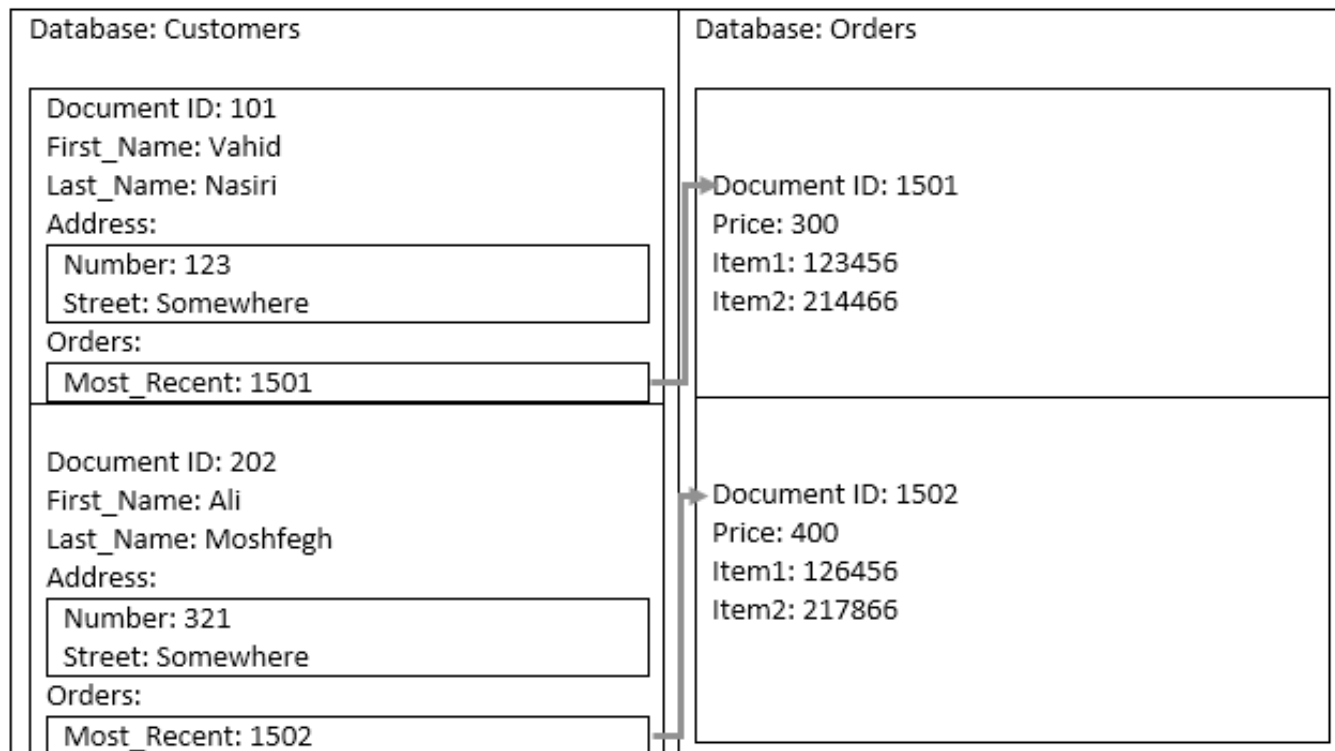 Database: Customers
Document ID: 101
First_Name: Vahid
Last_Name: Nasiri
Address:
Number: 123
Street: Somewhere
Orders:
Most_Recent: 1501
Document ID: 202
First_Name: Ali
Last_Name: Moshfegh
Address:
Number: 321
Street: Somewhere
Orders:
Most_Recent: 1502
Database: Orders
Document ID: 1501
Price: 300
Item1: 123456
Item2: 214466
Document ID: 1502
Price: 400
Item1: 126456
Item2: 217866